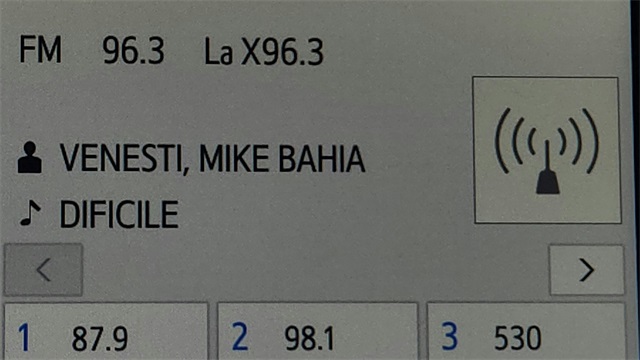 FM 96.3 La X96.3
VENESTI, MIKE BAHIA
DIFICILE
1 87.9 2 98.1 3 530